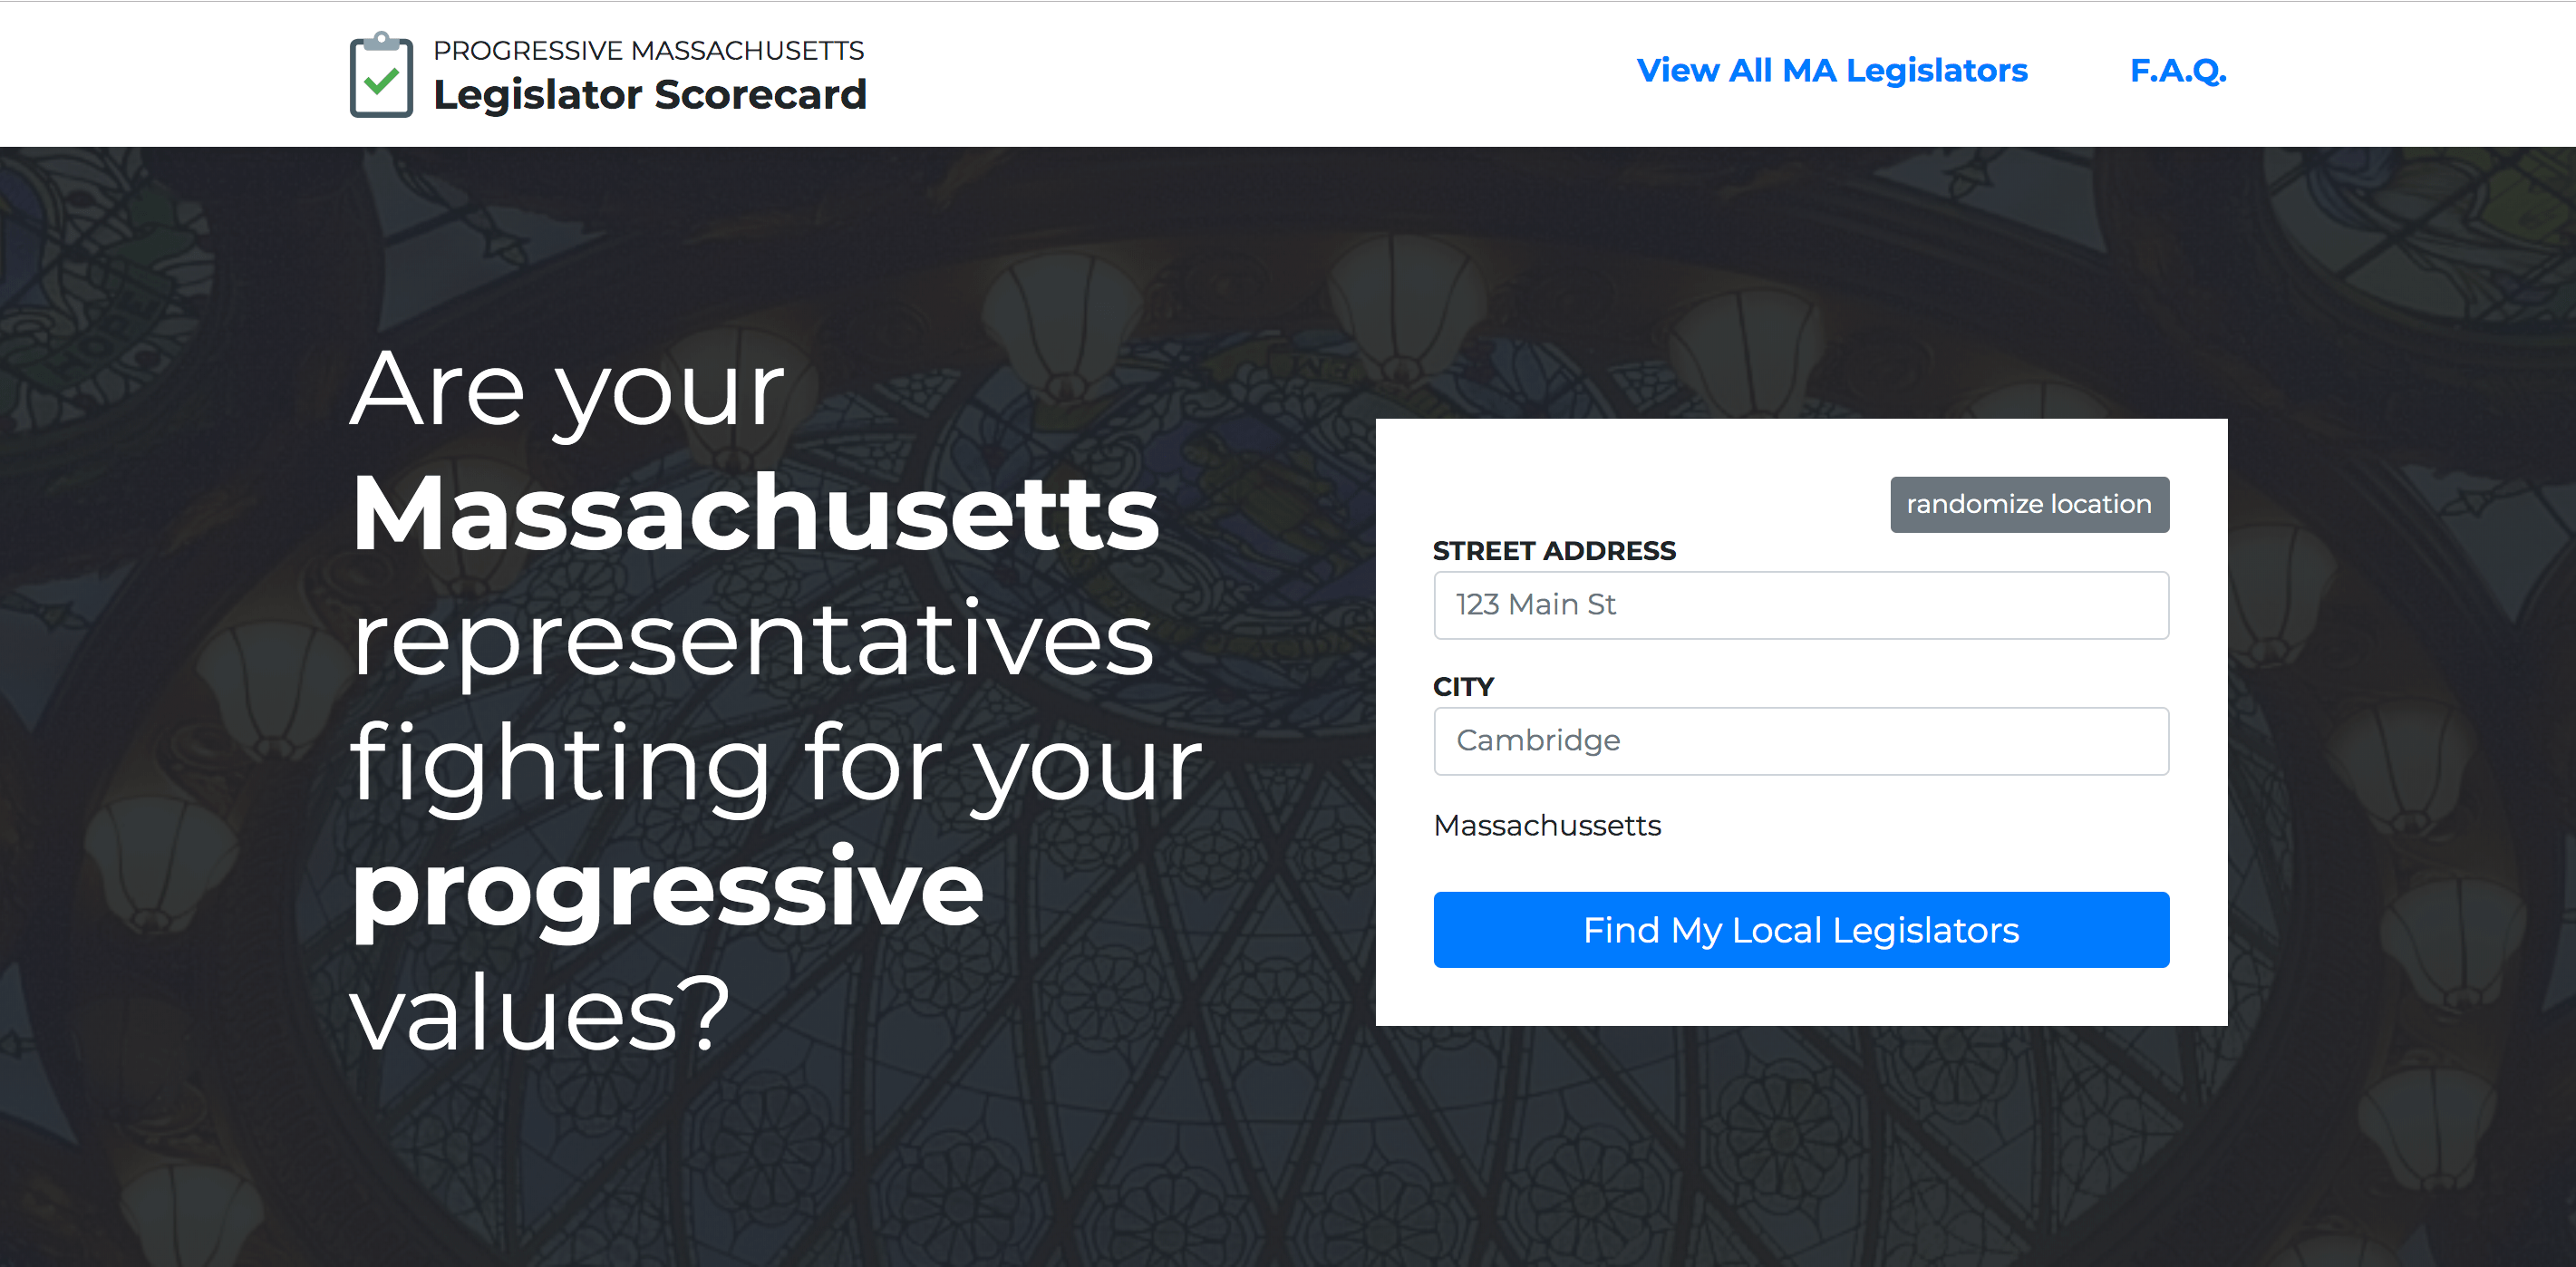 PROGRESSIVE MASSACHUSETTS
Legislator Scorecard
View All MA Legislators
F.A.Q.
Are your
Massachusetts
representatives
fighting for your
progressive
values?
randomize location
STREET ADDRESS
123 Main St
CITY
Cambridge
Massachussetts
Find My Local Legislators